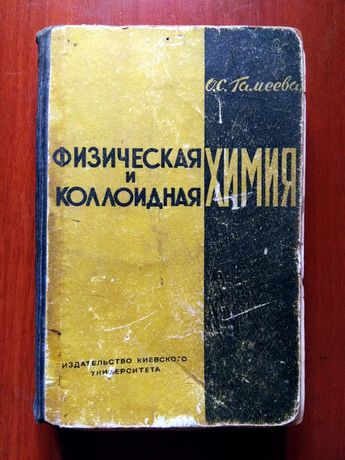 О.С. Гамеева
ФИЗИЧЕСКАЯ
И
КОЛЛОИДНАЯ
ХИМИЯ
ИЗДАТЕЛЬСТВО КИЕВСКОГО
УНИВЕРСИТЕТА